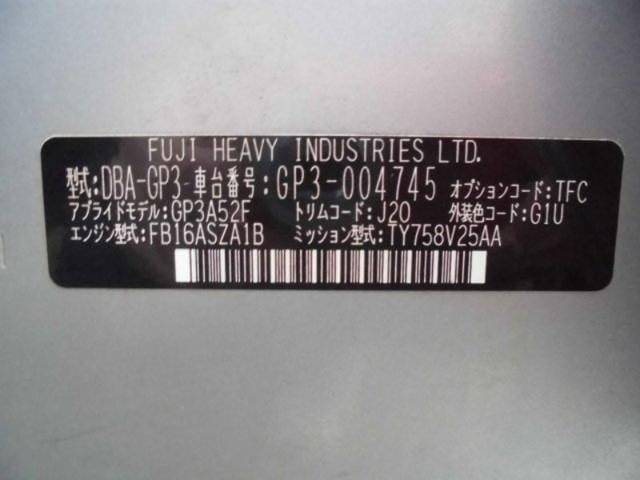 FUJI HEAVY INDUSTRIES LTD.
型式:DBA-GP3 車台番号:GP3-004745 オプションコード:TFC
アプライドモデル:GP3A52F トリムコード:J20 外装色コード:G1U
エンジン型式:FB16ASZA1B ミッション型式:TY758V25AA